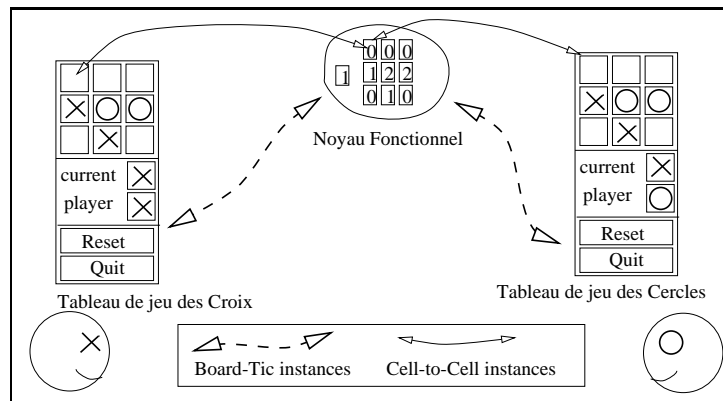 0 0 0
1 1 2 2
0 1 0
Noyau Fonctionnel
current
player
Reset
Quit
Tableau de jeu des Croix
current
player
Reset
Quit
Tableau de jeu des Cercles
Board-Tic instances
Cell-to-Cell instances